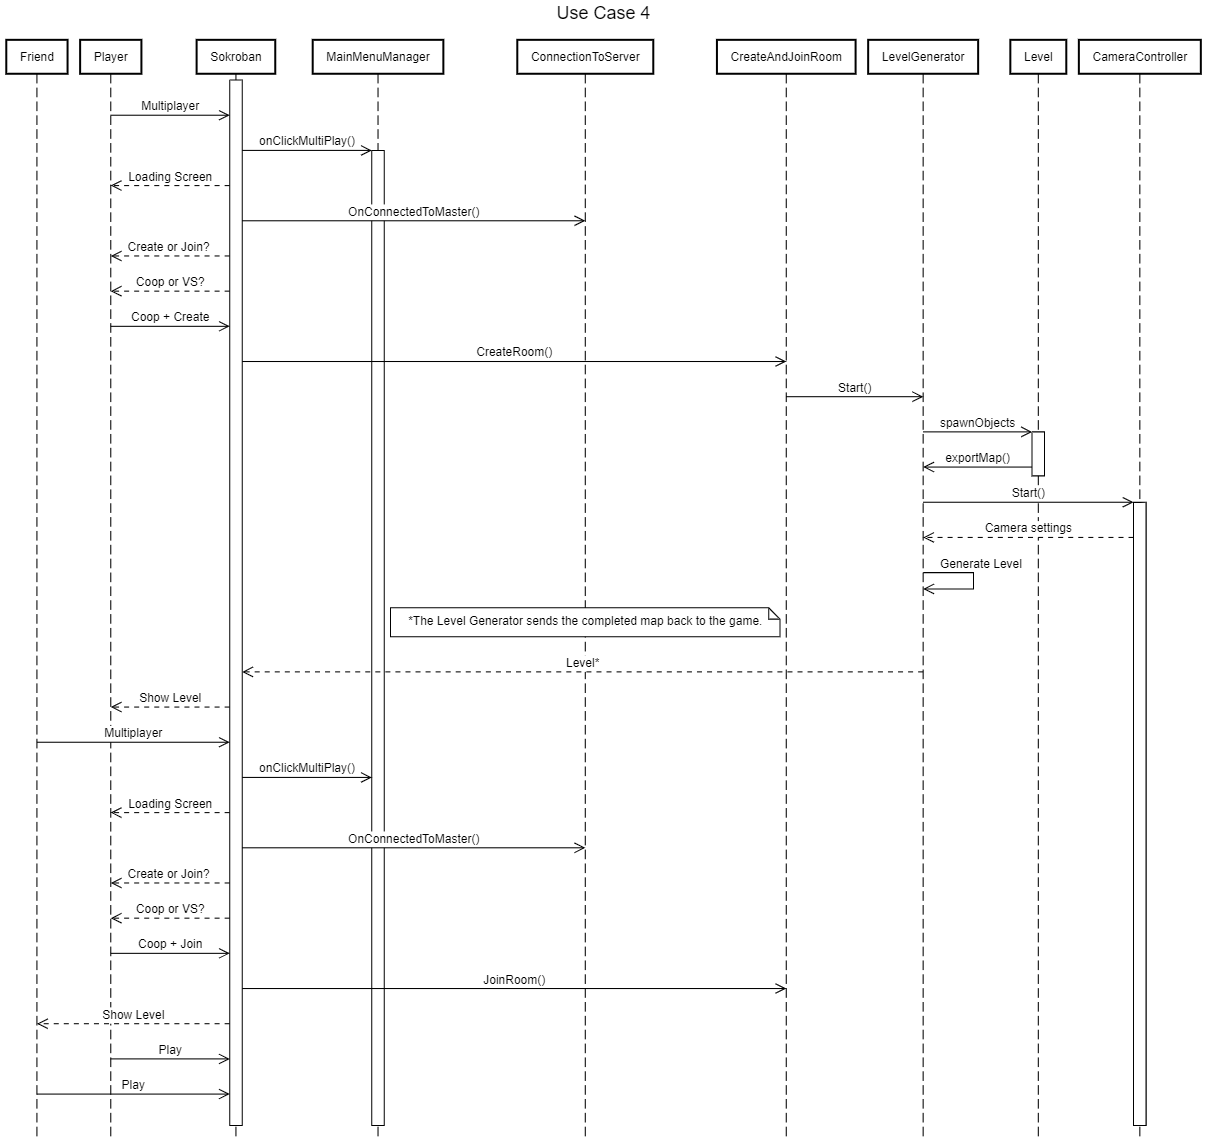 Use Case 4
Friend
Player
Sokroban
MainMenuManager
ConnectionToServer
CreateAndJoinRoom
LevelGenerator
Level
CameraController
Multiplayer
onClickMultiPlay()
Loading Screen
OnConnectedToMaster()
Create or Join?
Coop or VS?
Coop + Create
CreateRoom()
Start()
spawnObjects
exportMap()
Start()
Camera settings
Generate Level
*The Level Generator sends the completed map back to the game.
Level*
Show Level
Multiplayer
onClickMultiPlay()
Loading Screen
OnConnectedToMaster()
Create or Join?
Coop or VS?
Coop + Join
JoinRoom()
Show Level
Play
Play